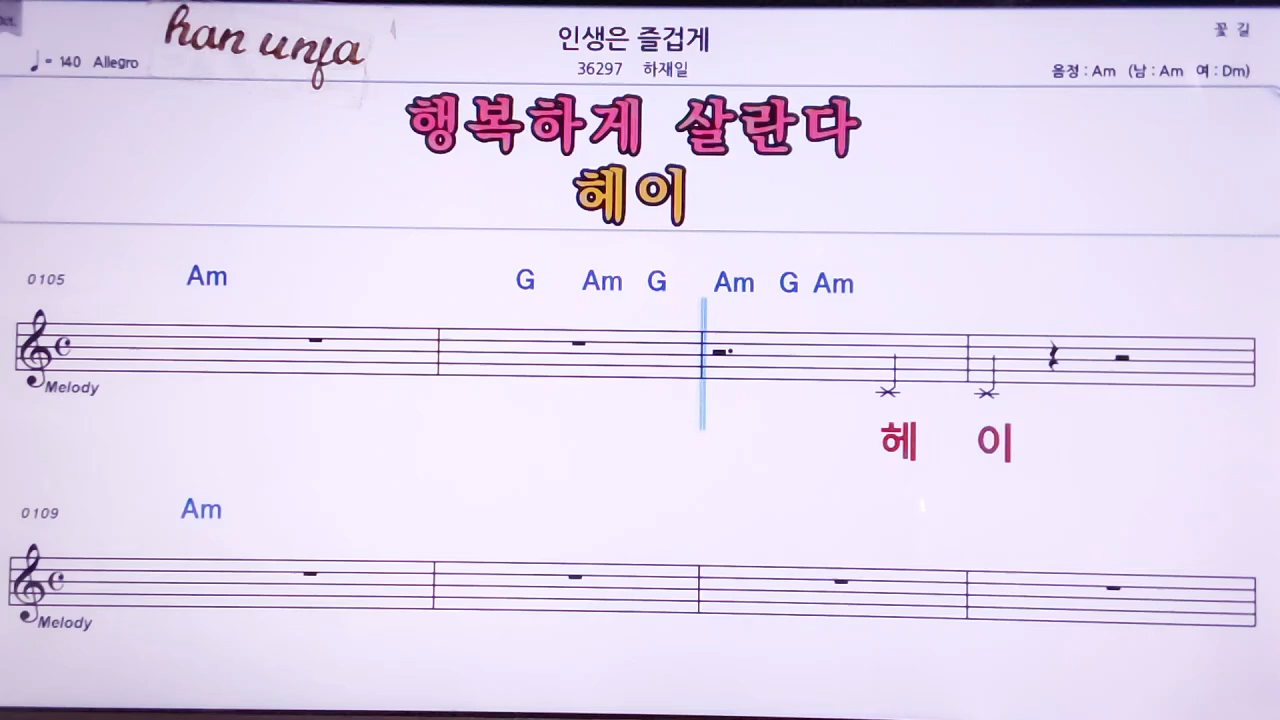 han unja
인생은 즐겁게
꽃 길
♩= 140 Allegro
36297 하재일
음정 : Am (남 : Am 여 : Dm)
행복하게 살란다
헤이
0105 Am G Am G Am G Am
Melody
헤 이
0109 Am
Melody